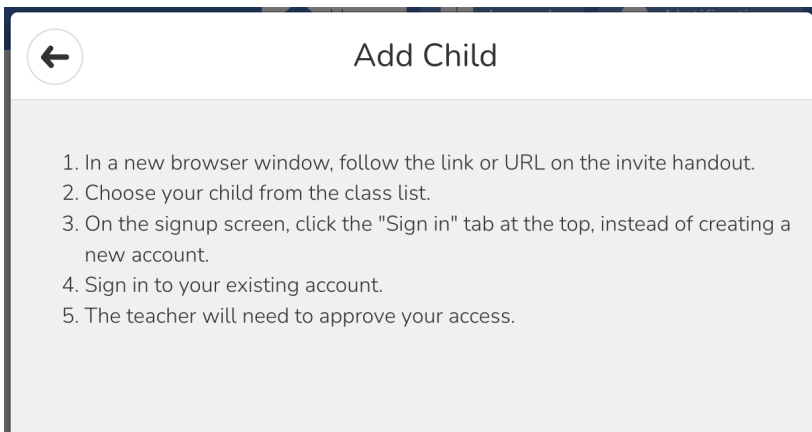 Add Child
1. In a new browser window, follow the link or URL on the invite handout.
2. Choose your child from the class list.
3. On the signup screen, click the "Sign in" tab at the top, instead of creating a
new account.
4. Sign in to your existing account.
5. The teacher will need to approve your access.